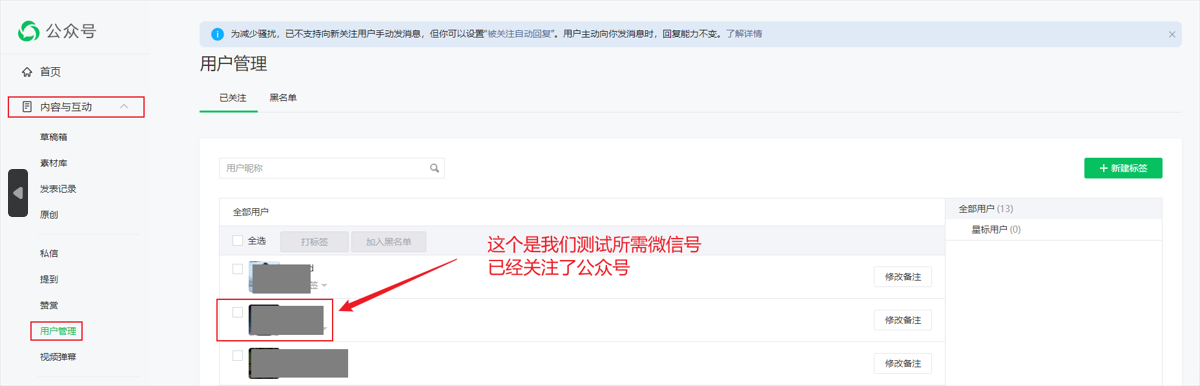 公众号
为减少骚扰，已不支持向新关注用户手动发消息，但你可以设置“被关注自动回复”。用户主动向你发消息时，回复能力不变。了解详情
首页
用户管理
内容与互动
已关注
黑名单
草稿箱
素材库
发表记录
原创
用户昵称
新建标签
全部用户
全部用户 (13)
全选
打标签
加入黑名单
星标用户 (0)
私信
提到
赞赏
用户管理
视频弹幕
这个是我们测试所需微信号
已经关注了公众号
修改备注
修改备注
修改备注